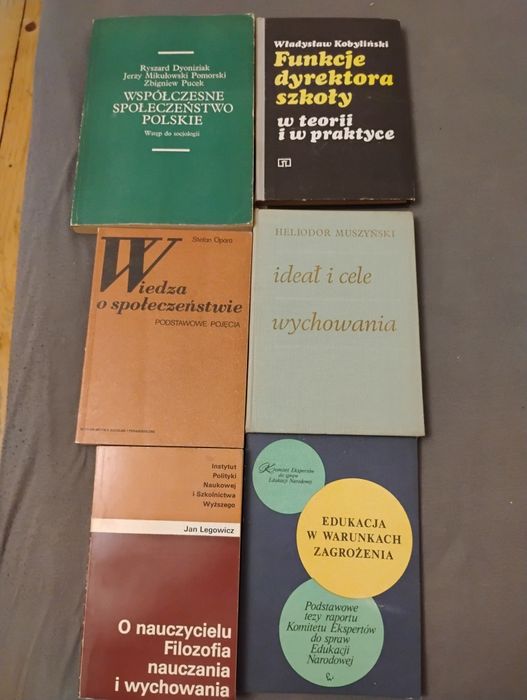 Ryszard Dyoniziak
Jerzy Mikułowski Pomorski
Zbigniew Pucek
WSPÓŁCZESNE
SPOŁECZEŃSTWO
POLSKIE
Wstęp do socjologii
Władysław Kobyliński
Funkcje
dyrektora
szkoły
w teorii
i w praktyce
Stefan Opara
Wiedza
o społeczeństwie
PODSTAWOWE POJĘCIA
HELIODOR MUSZYŃSKI
ideał i cele
wychowania
Instytut
Polityki
Naukowej
i Szkolnictwa
Wyższego
Jan Legowicz
O nauczycielu
Filozofia
nauczania
i wychowania
Komitet Ekspertów
do spraw
Edukacji Narodowej
EDUKACJA
W WARUNKACH
ZAGROŻENIA
Podstawowe
tezy raportu
Komitetu Ekspertów
do spraw
Edukacji
Narodowej